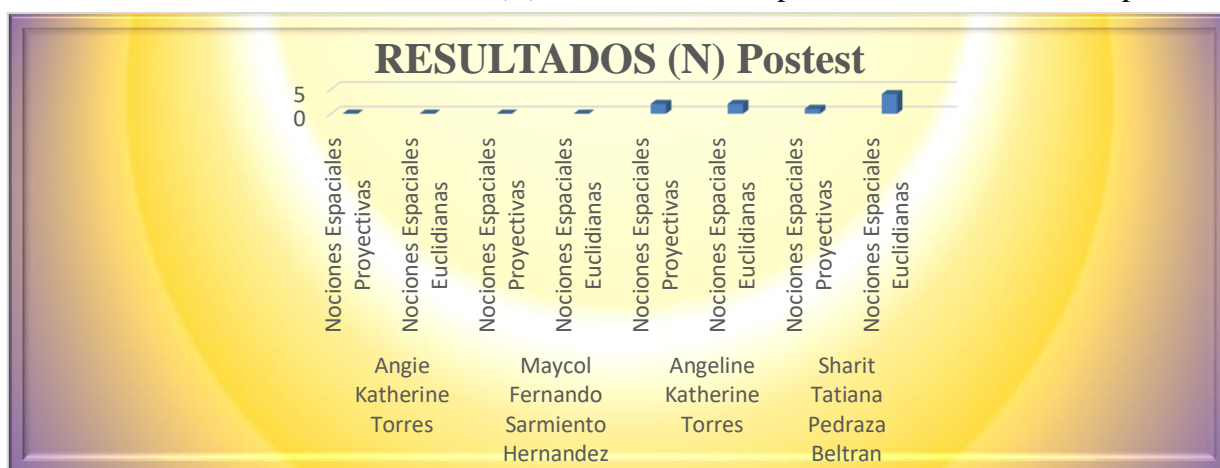 RESULTADOS (N) Postest
5
0
Nociones Espaciales
Proyectivas
Nociones Espaciales
Euclidianas
Nociones Espaciales
Proyectivas
Nociones Espaciales
Euclidianas
Nociones Espaciales
Proyectivas
Nociones Espaciales
Euclidianas
Nociones Espaciales
Proyectivas
Nociones Espaciales
Euclidianas
Angie
Katherine
Torres
Maycol
Fernando
Sarmiento
Hernandez
Angeline
Katherine
Torres
Sharit
Tatiana
Pedraza
Beltran